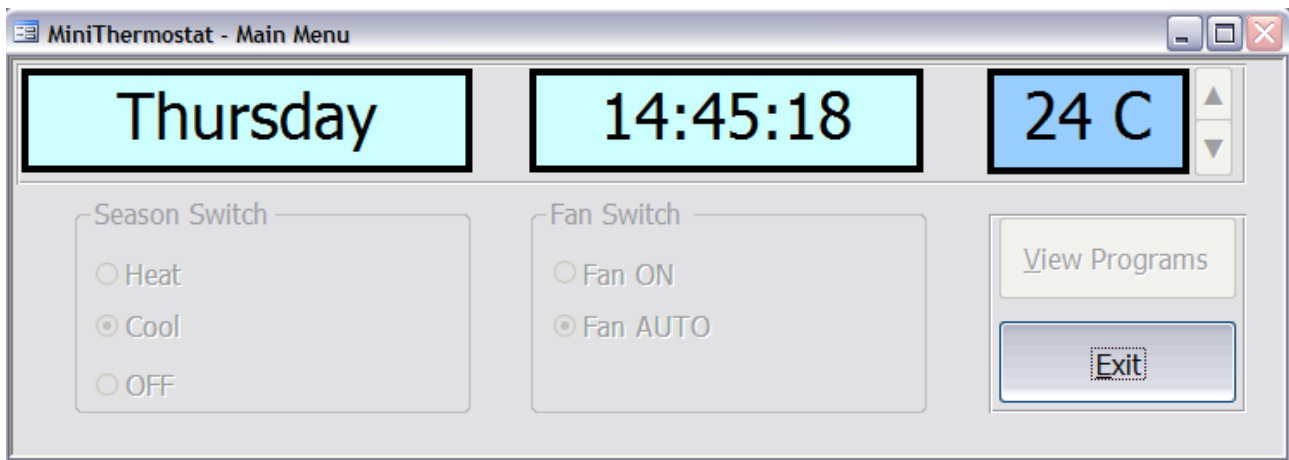 MiniThermostat - Main Menu
Thursday 14:45:18 24 C
Season Switch
Heat
Cool
OFF
Fan Switch
Fan ON
Fan AUTO
View Programs
Exit